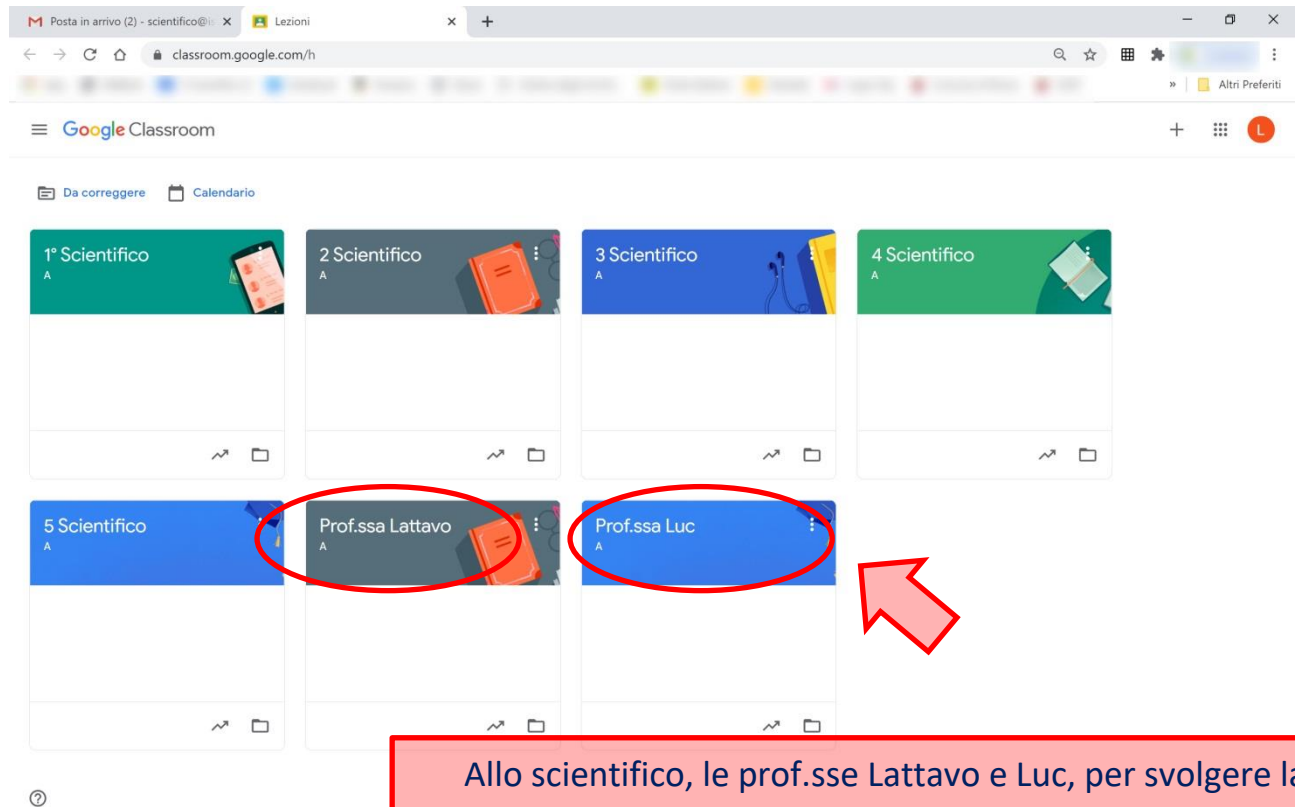 Posta in arrivo (2) - scientifico@
Lezioni
classroom.google.com/h
Altri Preferiti
Google Classroom
L
Da correggere
Calendario
1° Scientifico
A
2 Scientifico
A
3 Scientifico
A
4 Scientifico
A
5 Scientifico
A
Prof.ssa Lattavo
A
Prof.ssa Luc
A
Allo scientifico, le prof.sse Lattavo e Luc, per svolgere la